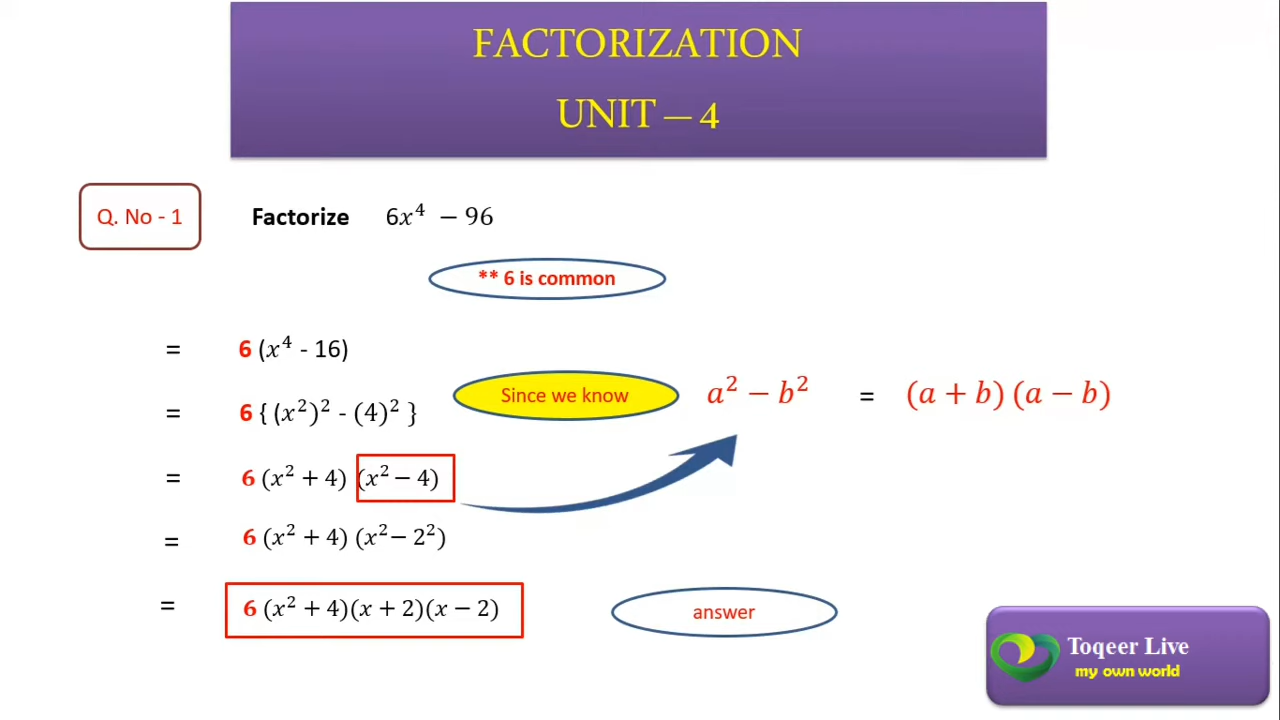 FACTORIZATION
UNIT – 4
Q. No - 1 Factorize 6x⁴ − 96
** 6 is common
= 6 (x⁴ - 16)
= 6 { (x²)² - (4)² } Since we know a² − b² = (a + b) (a − b)
= 6 (x² + 4) (x² − 4)
= 6 (x² + 4) (x² − 2²)
= 6 (x² + 4)(x + 2)(x − 2) answer
Toqeer Live
my own world